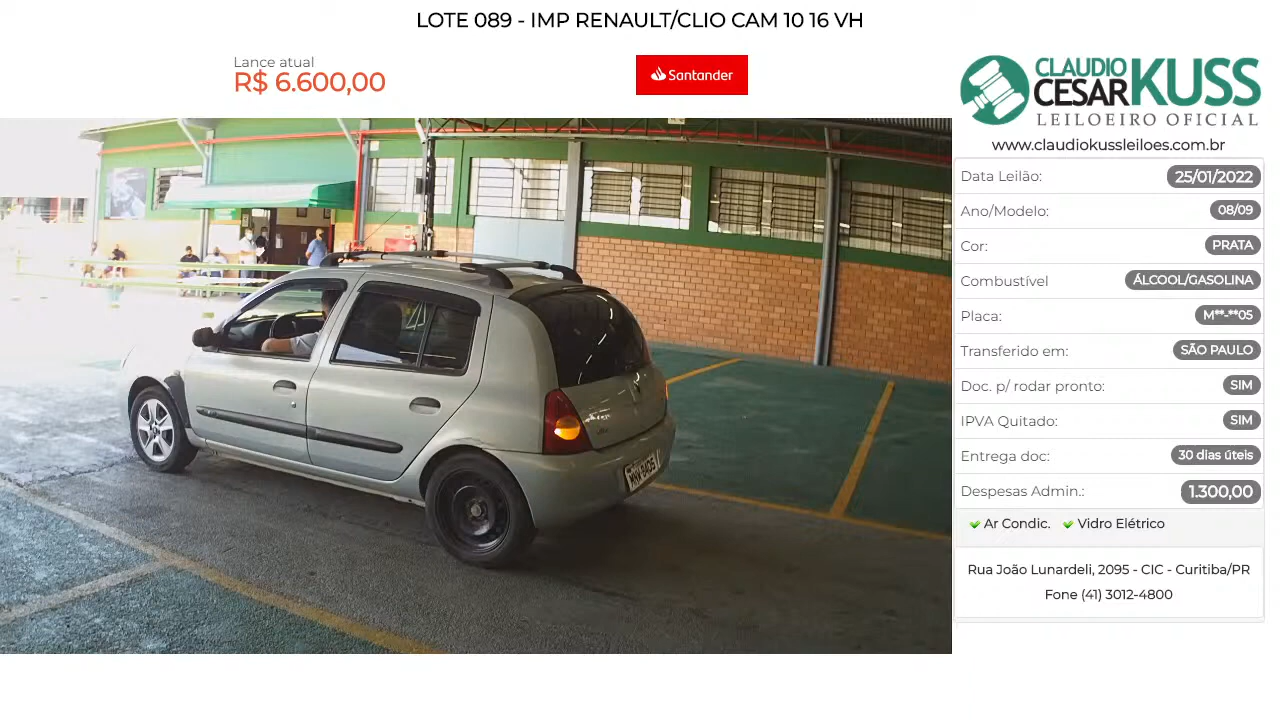 LOTE 089 - IMP RENAULT/CLIO CAM 10 16 VH
Lance atual
R$ 6.600,00
Santander
CLAUDIO
CESAR KUSS
LEILOEIRO OFICIAL
www.claudiokussleiloes.com.br
Data Leilão: 25/01/2022
Ano/Modelo: 08/09
Cor: PRATA
Combustível ÁLCOOL/GASOLINA
Placa: M**-**05
Transferido em: SÃO PAULO
Doc. p/ rodar pronto: SIM
IPVA Quitado: SIM
Entrega doc: 30 dias úteis
Despesas Admin.: 1.300,00
Ar Condic. Vidro Elétrico
Rua João Lunardeli, 2095 - CIC - Curitiba/PR
Fone (41) 3012-4800